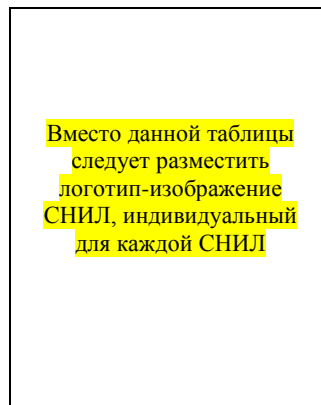 Вместо данной таблицы
следует разместить
логотип-изображение
СНИЛ, индивидуальный
для каждой СНИЛ